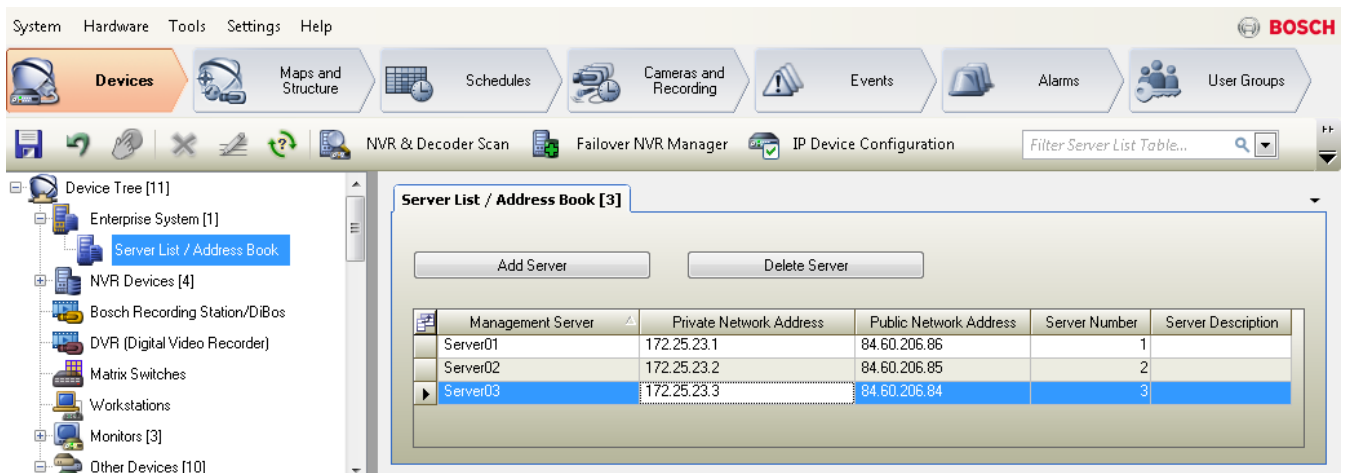 System Hardware Tools Settings Help
BOSCH
Devices
Maps and Structure
Schedules
Cameras and Recording
Events
Alarms
User Groups
NVR & Decoder Scan Failover NVR Manager IP Device Configuration Filter Server List Table...
Device Tree [11]
Enterprise System [1]
Server List / Address Book
NVR Devices [4]
Bosch Recording Station/DiBos
DVR (Digital Video Recorder)
Matrix Switches
Workstations
Monitors [3]
Other Devices [10]
Server List / Address Book [3]
Add Server Delete Server
Management Server Private Network Address Public Network Address Server Number Server Description
Server01 172.25.23.1 84.60.206.86 1
Server02 172.25.23.2 84.60.206.85 2
Server03 172.25.23.3 84.60.206.84 3